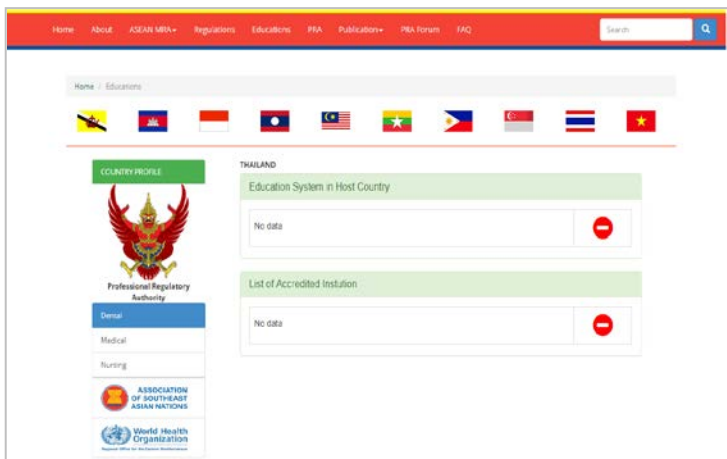 Home About ASEAN MRA Regulations Educations PRA Publication PRA Forum FAQ Search
Home / Educations
COUNTRY PROFILE
Professional Regulatory
Authority
Dental
Medical
Nursing
ASSOCIATION
OF SOUTHEAST
ASIAN NATIONS
World Health
Organization
THAILAND
Education System in Host Country
No data
List of Accredited Instution
No data